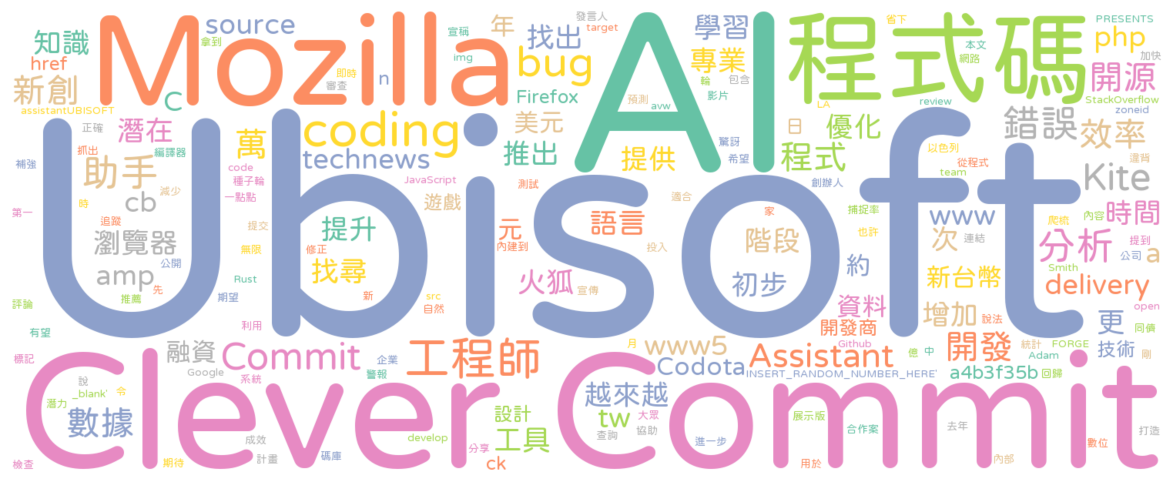 Mozilla
AI
程式碼
Ubisoft
Clever Commit
source
年
找出
bug
發言人
target
學習
專業
省下
本文
網路
PRESENTS
php
加快
知識
href
新創
C
n
宣稱
拿到
img
即時
審查
Firefox
預測
輪
包含
avw
影片
LA
開源
StackOverflow
zoneid
review
assistantUBISOFT
正確
潛在
萬
coding
美元
日
優化
驚訝
希望
錯誤
效率
抓出
編譯器
technews
推出
提供
程式
以色列
從程式
違背
補強
助手
code
種子輪
一點點
JavaScript
測試
適合
創辦人
team
Kite
第一
時
減少
cb
追蹤
提交
提升
遊戲
元
內建到
語言
家
階段
捕捉率
也許
www
次
連結
爬梳
內容
提到
時間
瀏覽器
無限
修正
找尋
火狐
投入
初步
約
分析
a
公司
amp
公開
先
推薦
Rust
期望
新
src
自然
宣傳
資料
新台幣
Smith
open
delivery
評論
有望
利用
月
開發商
增加
說法
更
同儕
標記
融資
Google
Commit
企業
警報
系統
工程師
www5
Codota
Assistant
Github
億
中
開發
統計
FORGE
Adam
技術
剛
回歸
a4b3f35b
INSERT_RANDOM_NUMBER_HERE'
說
_blank'
令
潛力
數據
越來越
tw
大眾
設計
工具
查詢
協助
展示版
合作案
去年
打造
檢查
期待
成效
計畫
碼庫
develop
分享
ck
進一步
用於
內部
數位